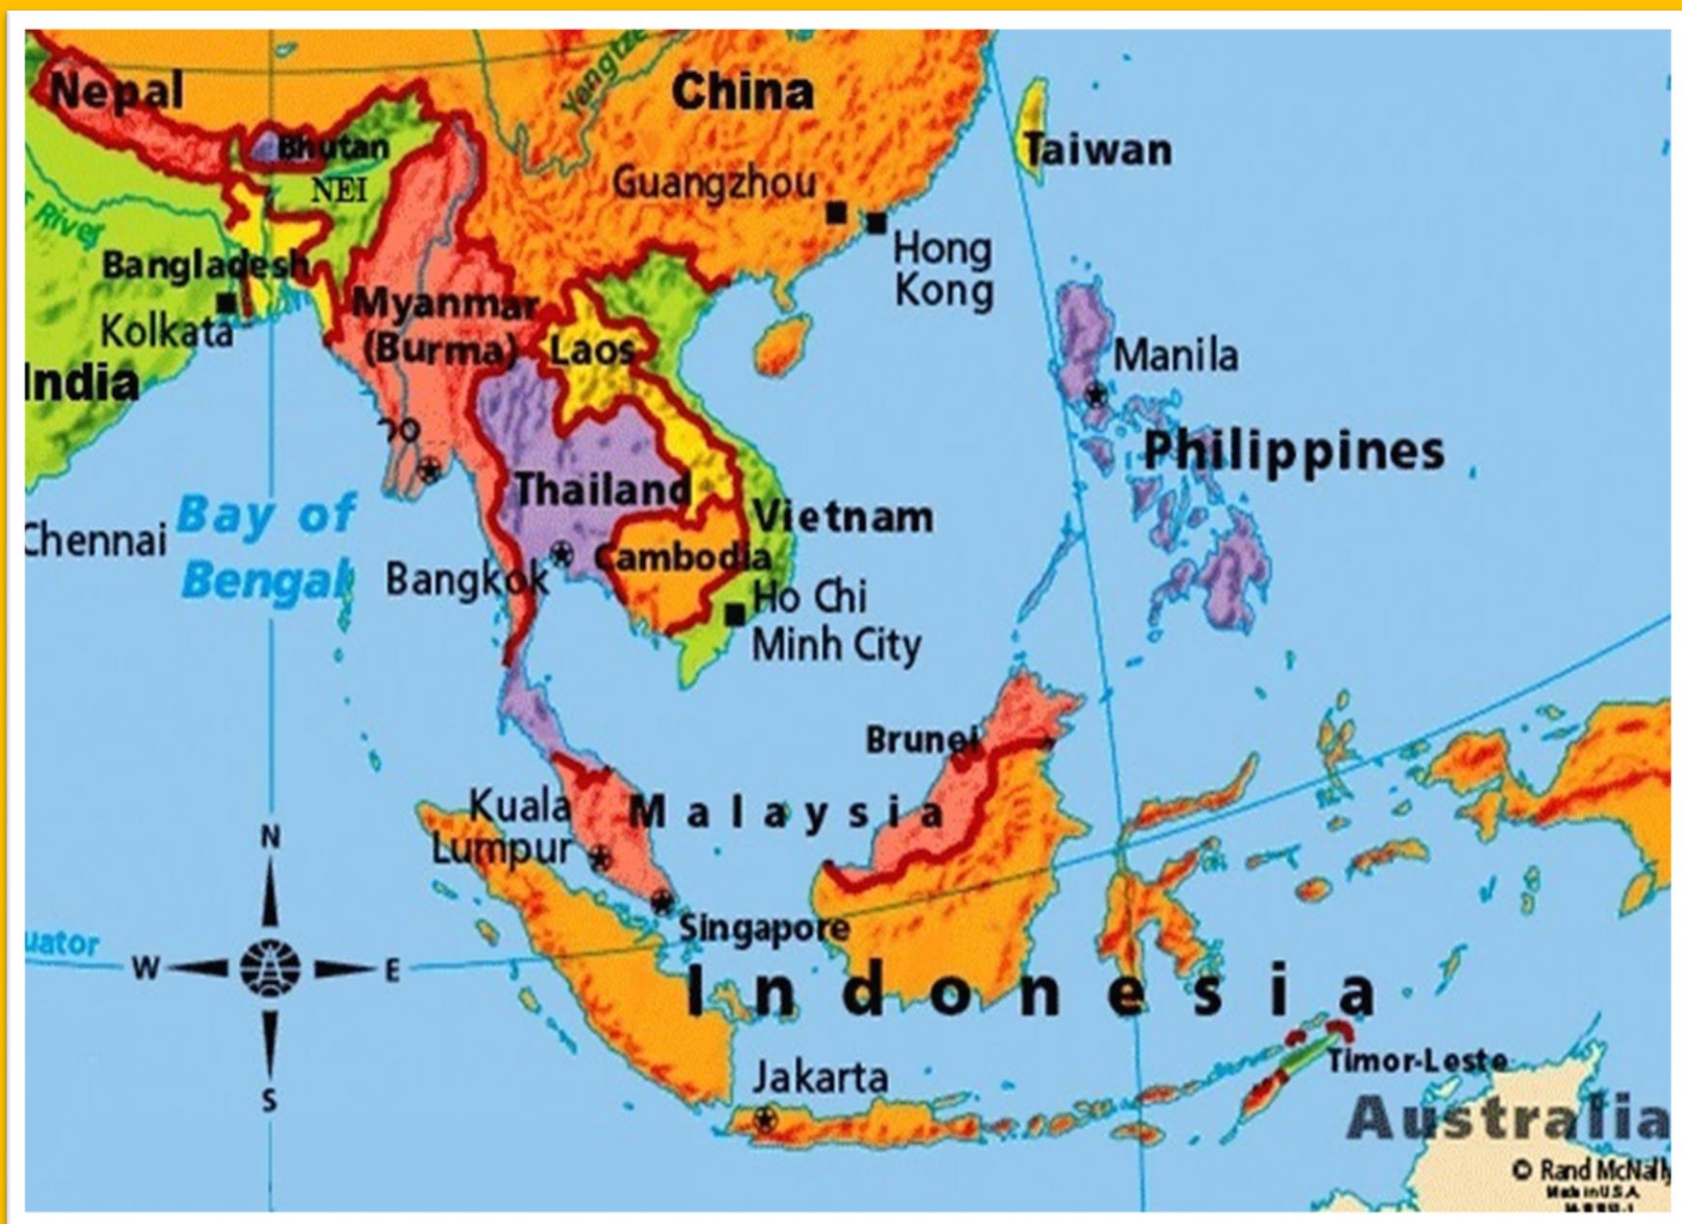 Nepal
China
Yangtze
Bhutan
Taiwan
NEI
Guangzhou
River
Hong
Kong
Bangladesh
Kolkata
Myanmar
(Burma)
Laos
Manila
India
Philippines
Thailand
Vietnam
Chennai
Bay of
Bengal
Cambodia
Bangkok
Ho Chi
Minh City
Brunei
Kuala
Lumpur
Malaysia
N
Singapore
uator
W
E
Indonesia
Timor-Leste
Jakarta
S
Australia
© Rand McNally
Made in U.S.A.